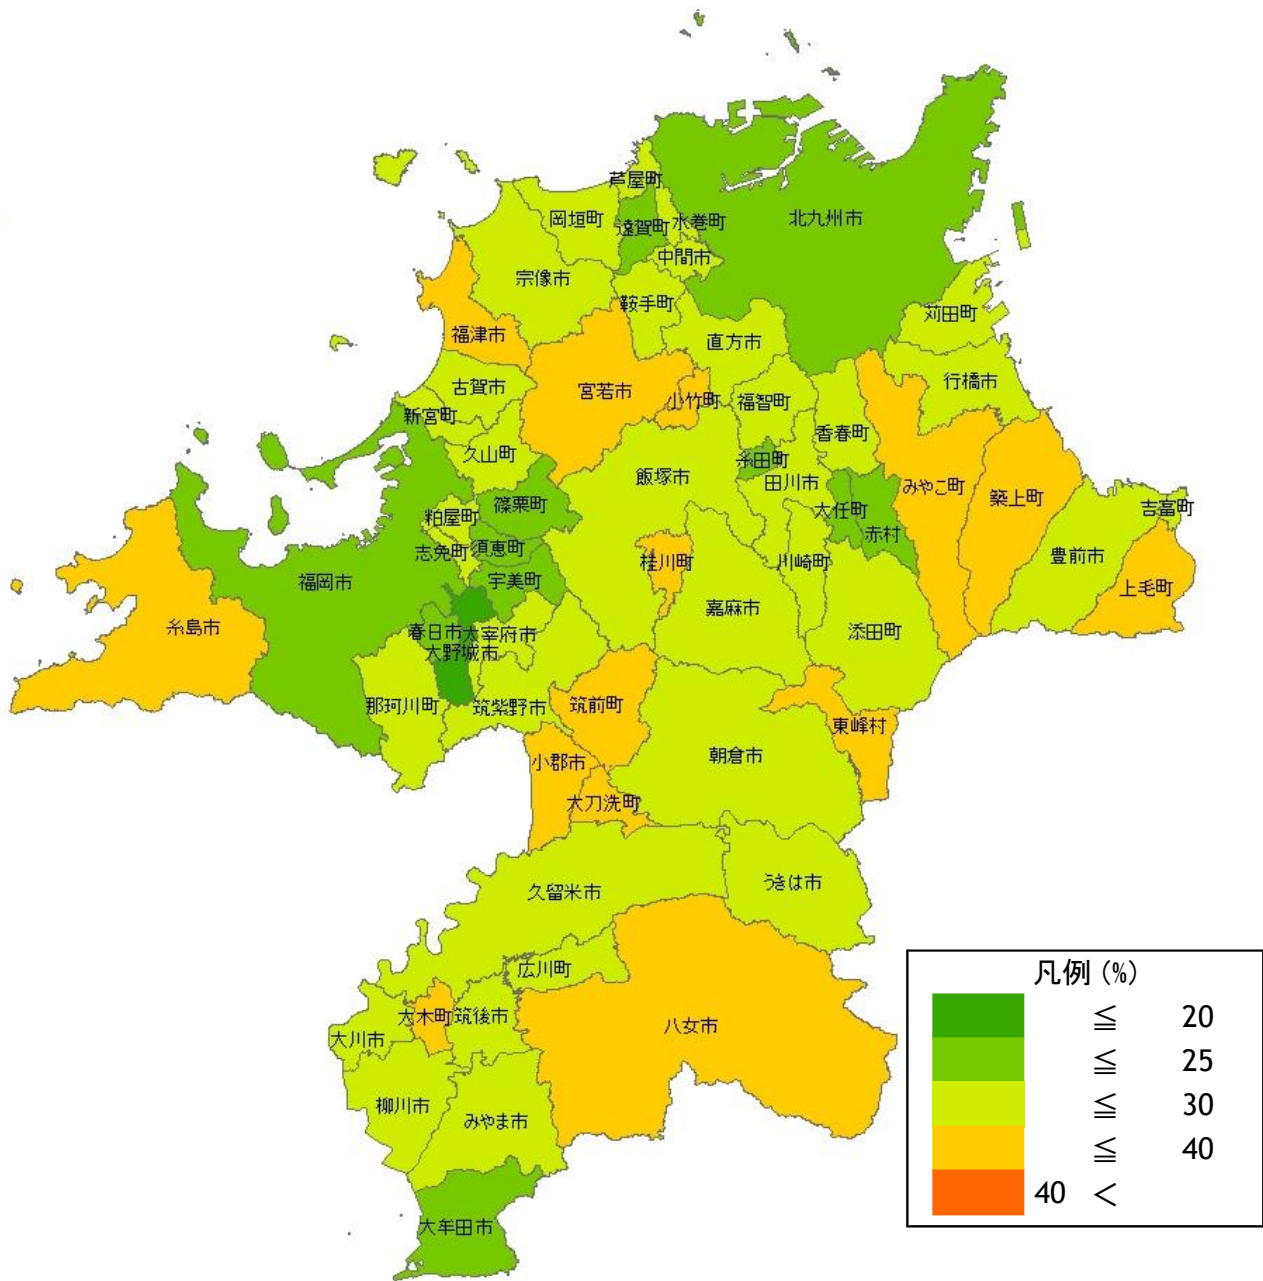 芦屋町
岡垣町
遠賀町
水巻町
北九州市
中間市
宗像市
鞍手町
苅田町
福津市
直方市
行橋市
古賀市
宮若市
小竹町
福智町
新宮町
香春町
久山町
糸田町
飯塚市
田川市
みやこ町
築上町
篠栗町
大任町
吉富町
粕屋町
赤村
志免町
須恵町
豊前市
福岡市
宇美町
桂川町
川崎町
上毛町
糸島市
嘉麻市
春日市
太宰府市
添田町
大野城市
那珂川町
筑紫野市
筑前町
東峰村
小郡市
朝倉市
大刀洗町
久留米市
うきは市
広川町
大木町
筑後市
八女市
大川市
柳川市
みやま市
大牟田市
凡例 (%)
≦ 20
≦ 25
≦ 30
≦ 40
40 <